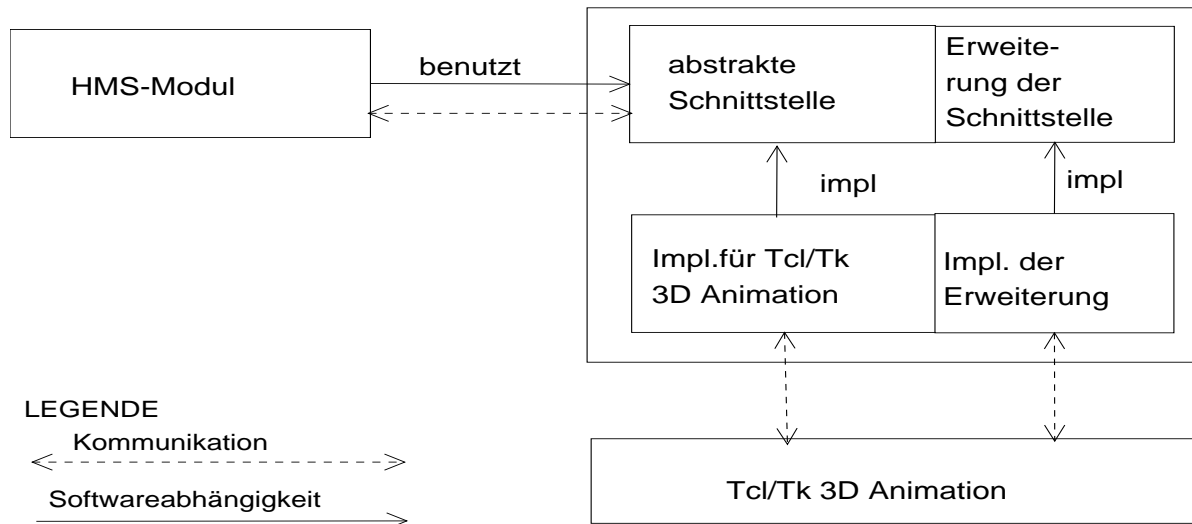 HMS-Modul
benutzt
abstrakte
Schnittstelle
Erweite-
rung der
Schnittstelle
impl
impl
Impl.für Tcl/Tk
3D Animation
Impl. der
Erweiterung
LEGENDE
Kommunikation
Softwareabhängigkeit
Tcl/Tk 3D Animation